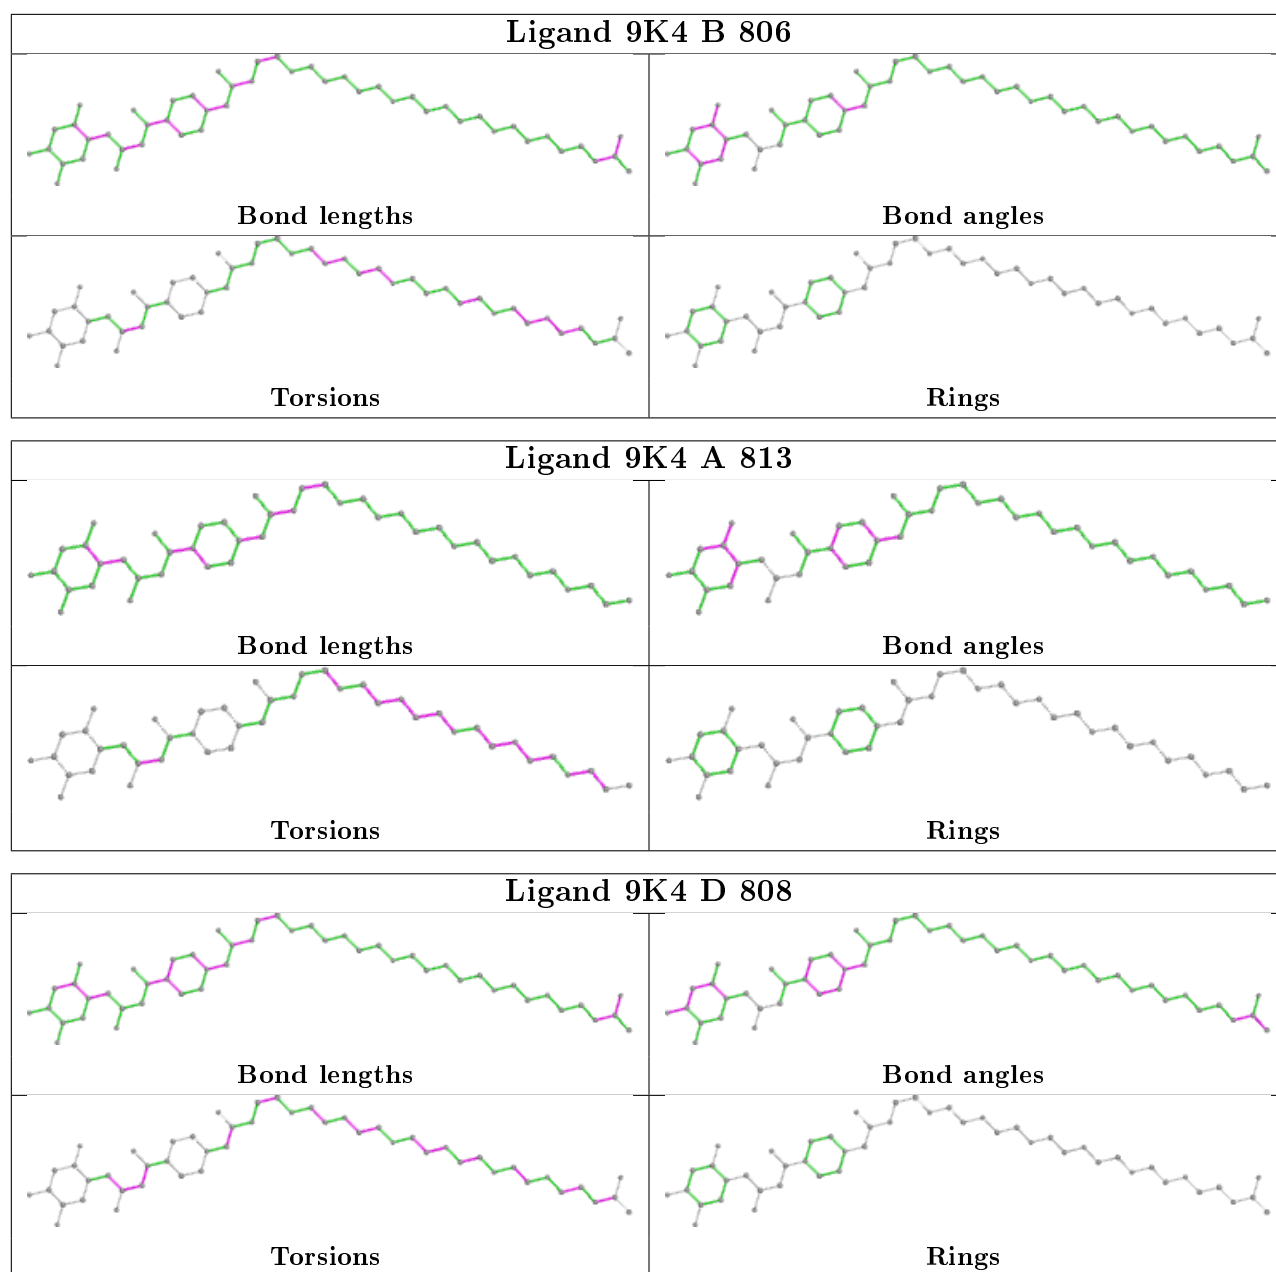 Ligand 9K4 B 806
Bond lengths
Bond angles
Torsions
Rings
Ligand 9K4 A 813
Bond lengths
Bond angles
Torsions
Rings
Ligand 9K4 D 808
Bond lengths
Bond angles
Torsions
Rings